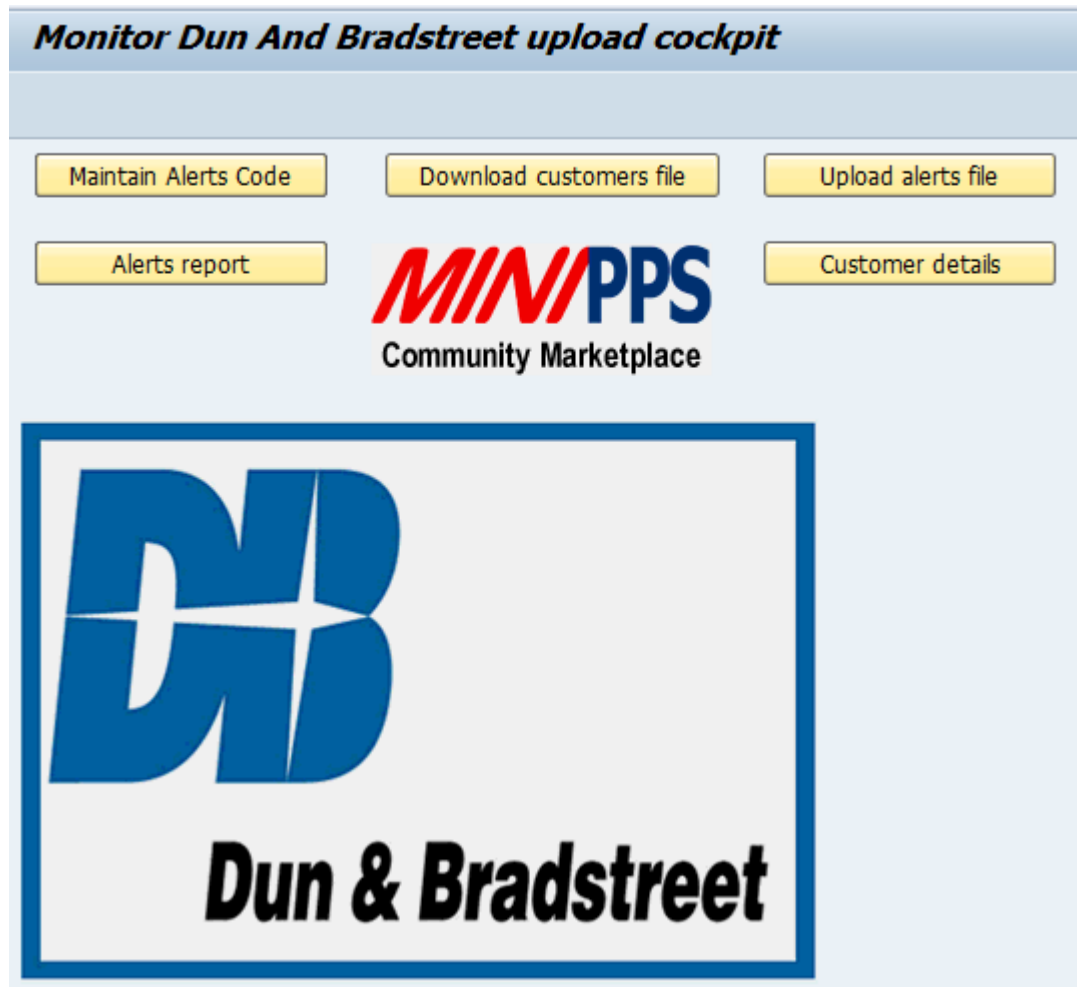 Monitor Dun And Bradstreet upload cockpit
Maintain Alerts Code
Download customers file
Upload alerts file
Alerts report
MINIPPS
Community Marketplace
Customer details
DB
Dun & Bradstreet